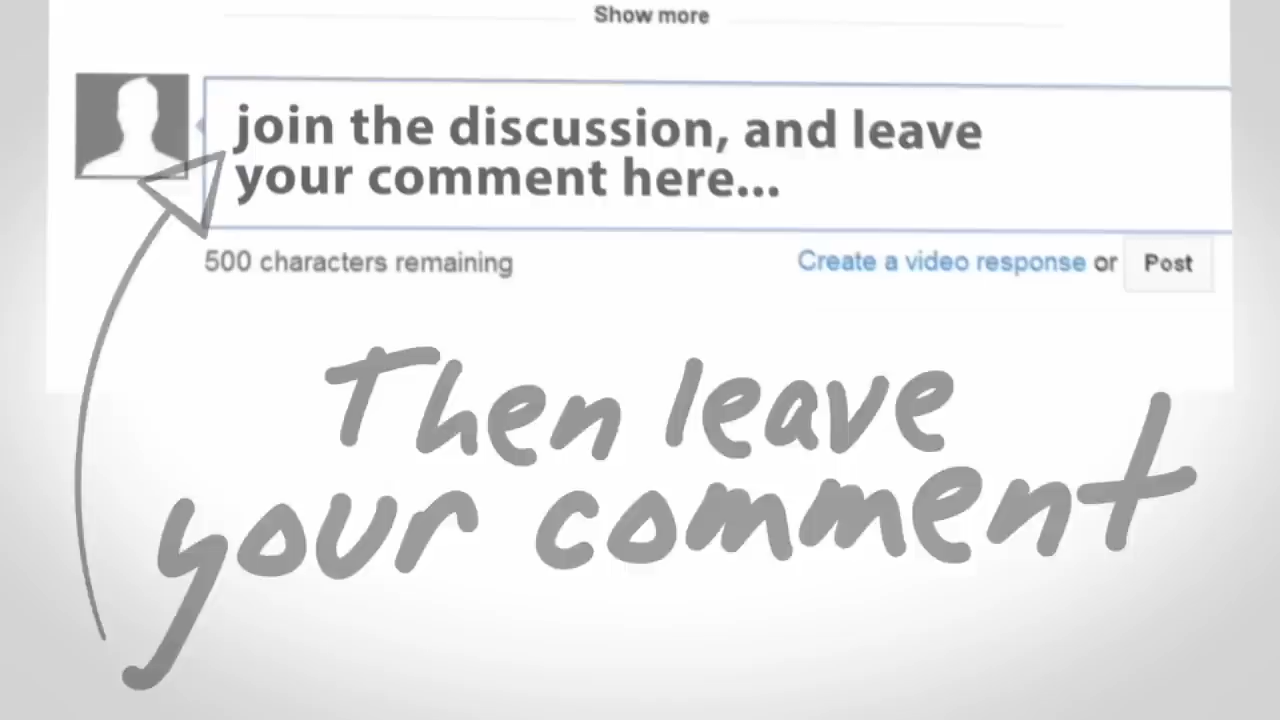 Show more
join the discussion, and leave
your comment here...
500 characters remaining
Create a video response or Post
Then leave
your comment